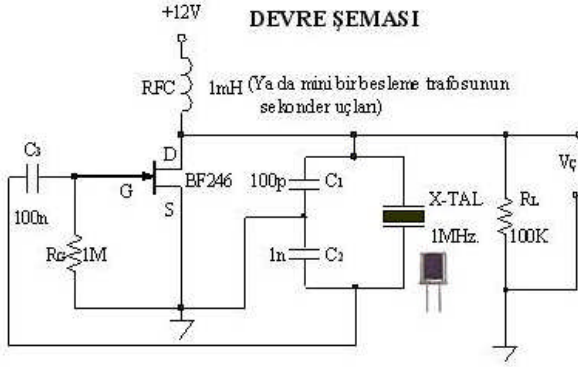 +12V
DEVRE ŞEMASI
RFC
1mH (Ya da mini bir besleme trafosunun
sekonder uçları)
C3
D
G
BF246
S
100n
RG
1M
100p
C1
1n
C2
X-TAL
1MHz.
RL
100K
VÇ